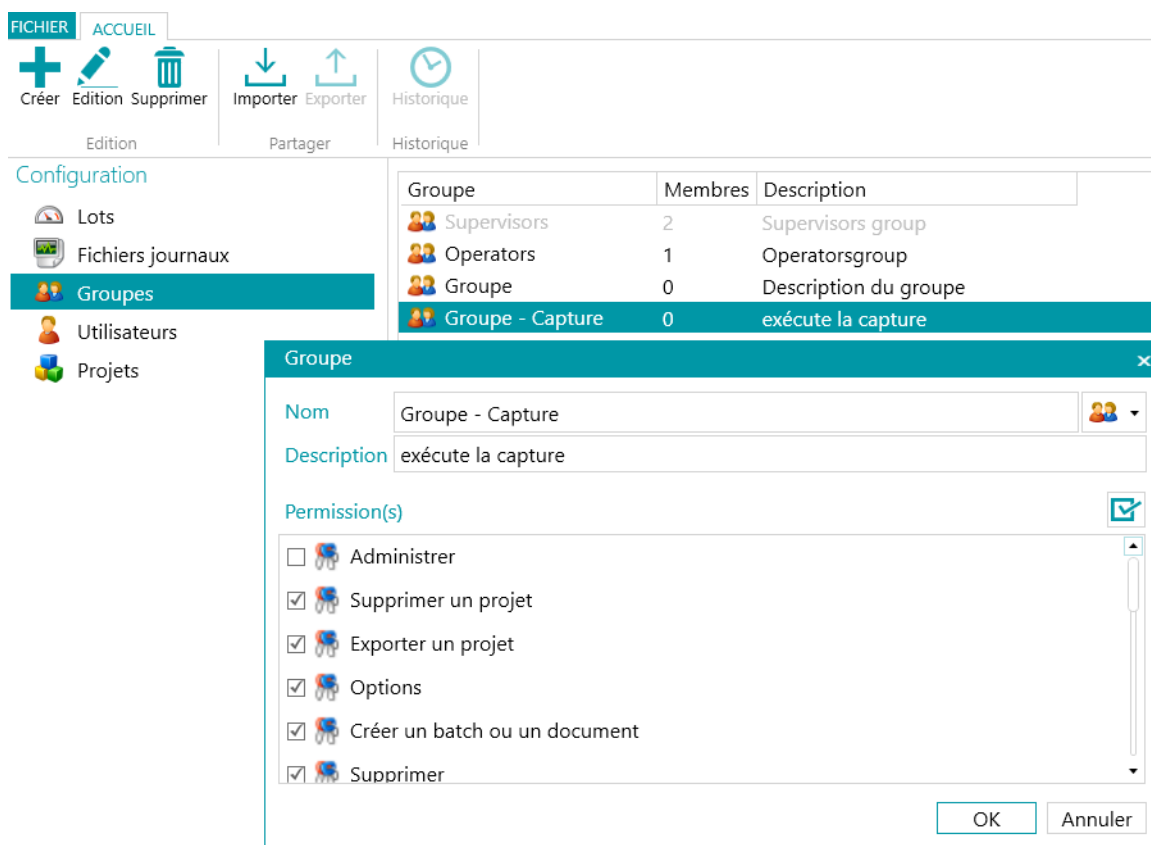 FICHIER ACCUEIL
Créer Edition Supprimer Importer Exporter Historique
Edition Partager Historique
Configuration
Lots
Fichiers journaux
Groupes
Utilisateurs
Projets
Groupe Membres Description
Supervisors 2 Supervisors group
Operators 1 Operatorsgroup
Groupe 0 Description du groupe
Groupe - Capture 0 exécute la capture
Groupe
Nom Groupe - Capture
Description exécute la capture
Permission(s)
Administrer
Supprimer un projet
Exporter un projet
Options
Créer un batch ou un document
Supprimer
OK Annuler